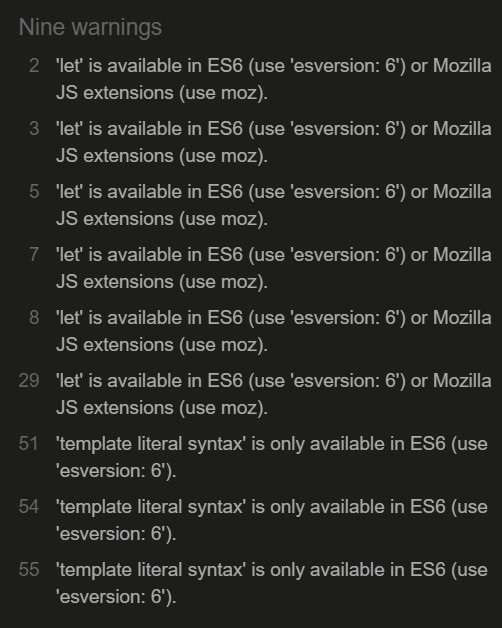 Nine warnings
2 'let' is available in ES6 (use 'esversion: 6') or Mozilla
JS extensions (use moz).
3 'let' is available in ES6 (use 'esversion: 6') or Mozilla
JS extensions (use moz).
5 'let' is available in ES6 (use 'esversion: 6') or Mozilla
JS extensions (use moz).
7 'let' is available in ES6 (use 'esversion: 6') or Mozilla
JS extensions (use moz).
8 'let' is available in ES6 (use 'esversion: 6') or Mozilla
JS extensions (use moz).
29 'let' is available in ES6 (use 'esversion: 6') or Mozilla
JS extensions (use moz).
51 'template literal syntax' is only available in ES6 (use
'esversion: 6').
54 'template literal syntax' is only available in ES6 (use
'esversion: 6').
55 'template literal syntax' is only available in ES6 (use
'esversion: 6').